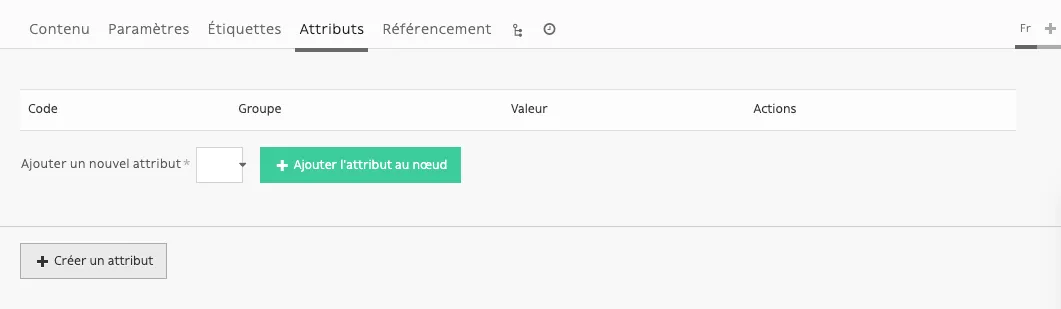 Contenu Paramètres Étiquettes Attributs Référencement Fr
Code Groupe Valeur Actions
Ajouter un nouvel attribut* Ajouter l'attribut au nœud
Créer un attribut